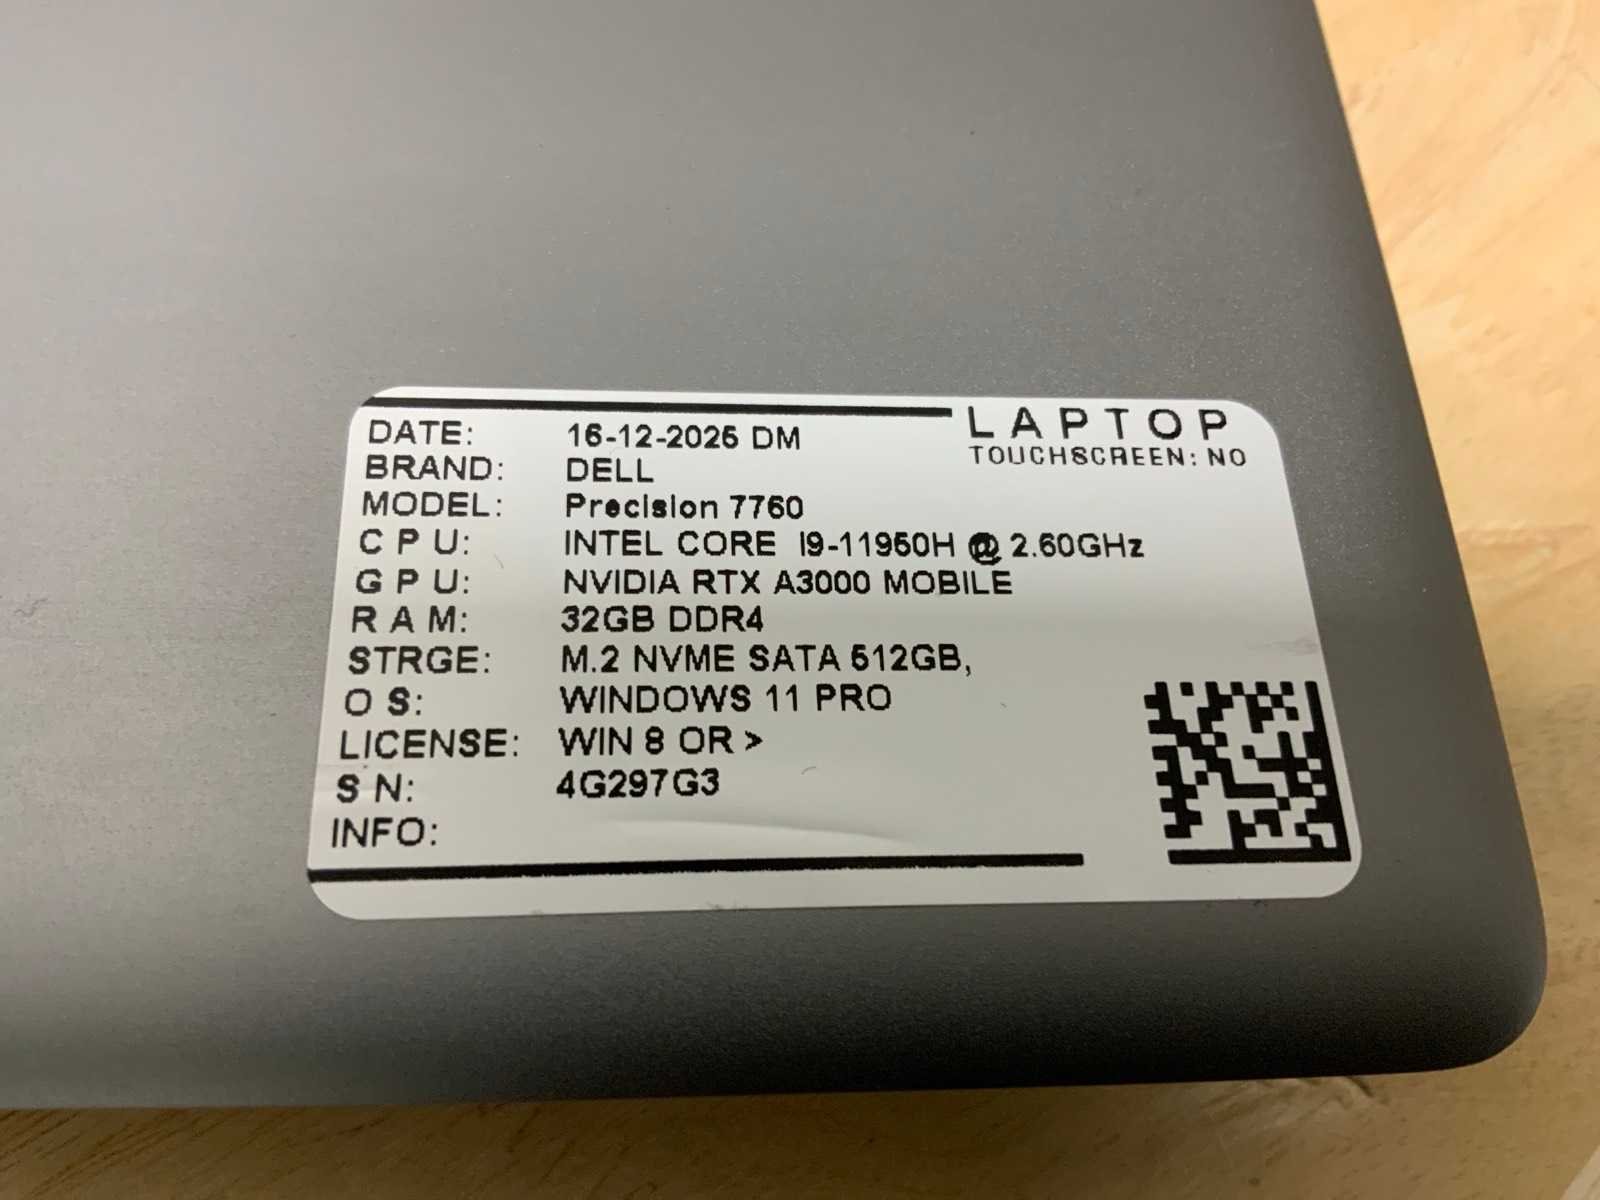 LAPTOP
TOUCHSCREEN: NO
DATE: 16-12-2025 DM
BRAND: DELL
MODEL: Precision 7760
CPU: INTEL CORE I9-11950H @ 2.60GHz
GPU: NVIDIA RTX A3000 MOBILE
RAM: 32GB DDR4
STRGE: M.2 NVME SATA 512GB,
OS: WINDOWS 11 PRO
LICENSE: WIN 8 OR >
SN: 4G297G3
INFO: